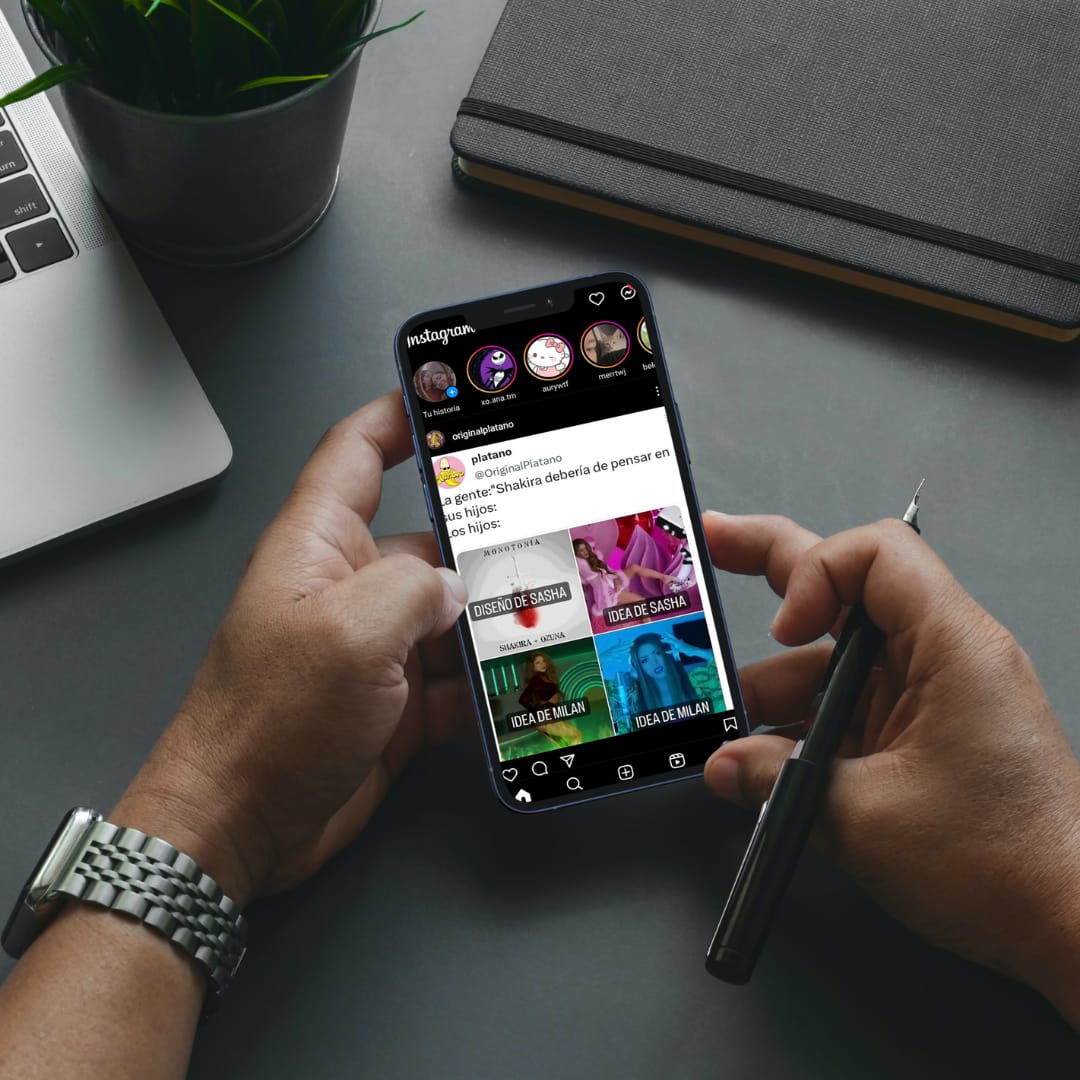 shift
Instagram
Tu historia
xo..ana.tm
aurywtf
merrtwj
originalplatano
platano
@OriginalPlatano
La gente:"Shakira debería de pensar en
sus hijos:
Los hijos:
MONOTONÍA
DISEÑO DE SASHA
SHAKIRA + OZUNA
IDEA DE SASHA
IDEA DE MILAN
IDEA DE MILAN